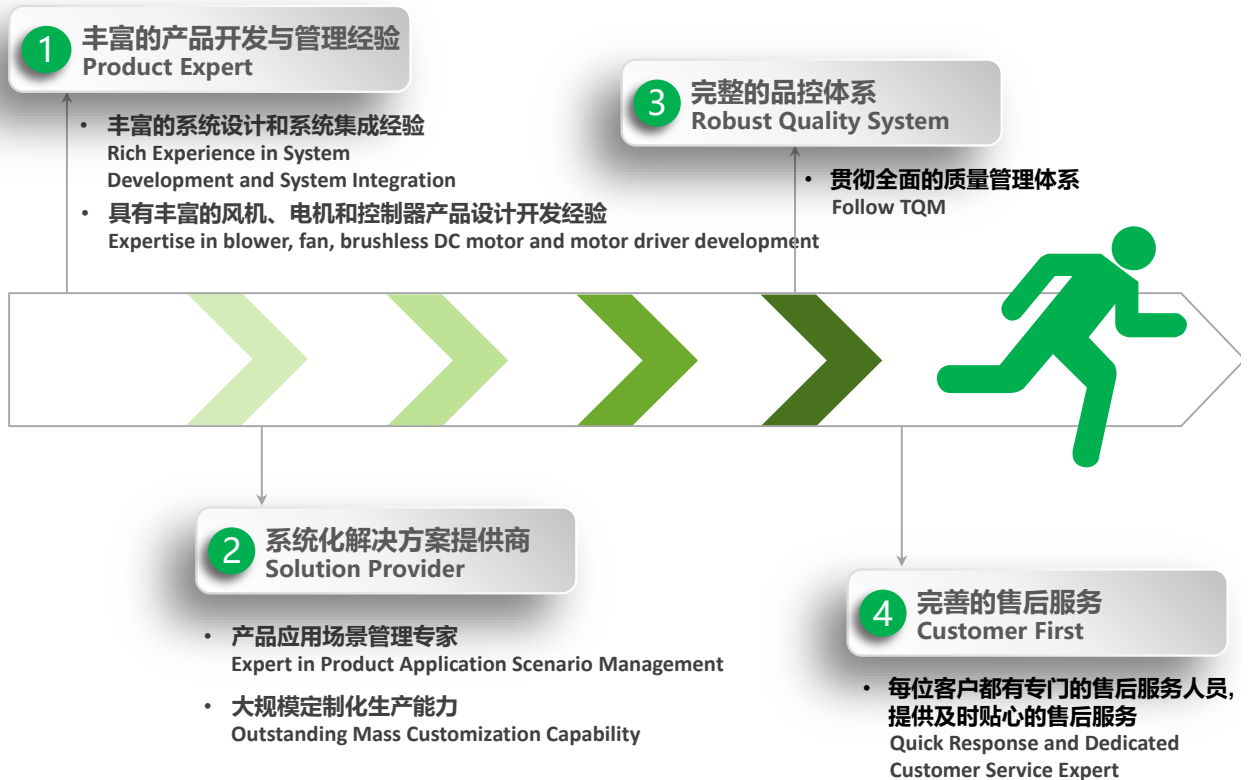 1
丰富的产品开发与管理经验
Product Expert
• 丰富的系统设计和系统集成经验
Rich Experience in System
Development and System Integration
• 具有丰富的风机、电机和控制器产品设计开发经验
Expertise in blower, fan, brushless DC motor and motor driver development
3
完整的品控体系
Robust Quality System
• 贯彻全面的质量管理体系
Follow TQM
2
系统化解决方案提供商
Solution Provider
• 产品应用场景管理专家
Expert in Product Application Scenario Management
• 大规模定制化生产能力
Outstanding Mass Customization Capability
4
完善的售后服务
Customer First
• 每位客户都有专门的售后服务人员,
提供及时贴心的售后服务
Quick Response and Dedicated
Customer Service Expert